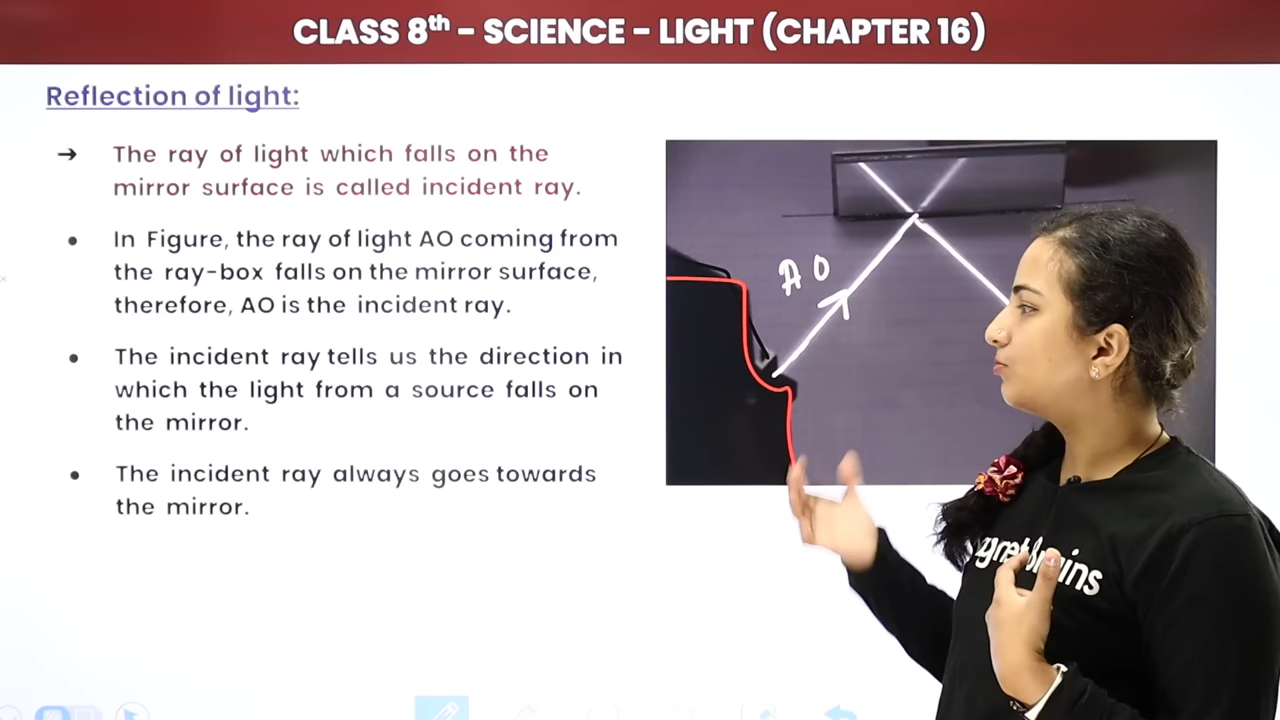 CLASS 8th - SCIENCE - LIGHT (CHAPTER 16)
Reflection of light:
➔ The ray of light which falls on the
mirror surface is called incident ray.
• In Figure, the ray of light AO coming from
the ray-box falls on the mirror surface,
therefore, AO is the incident ray.
• The incident ray tells us the direction in
which the light from a source falls on
the mirror.
• The incident ray always goes towards
the mirror.
A O